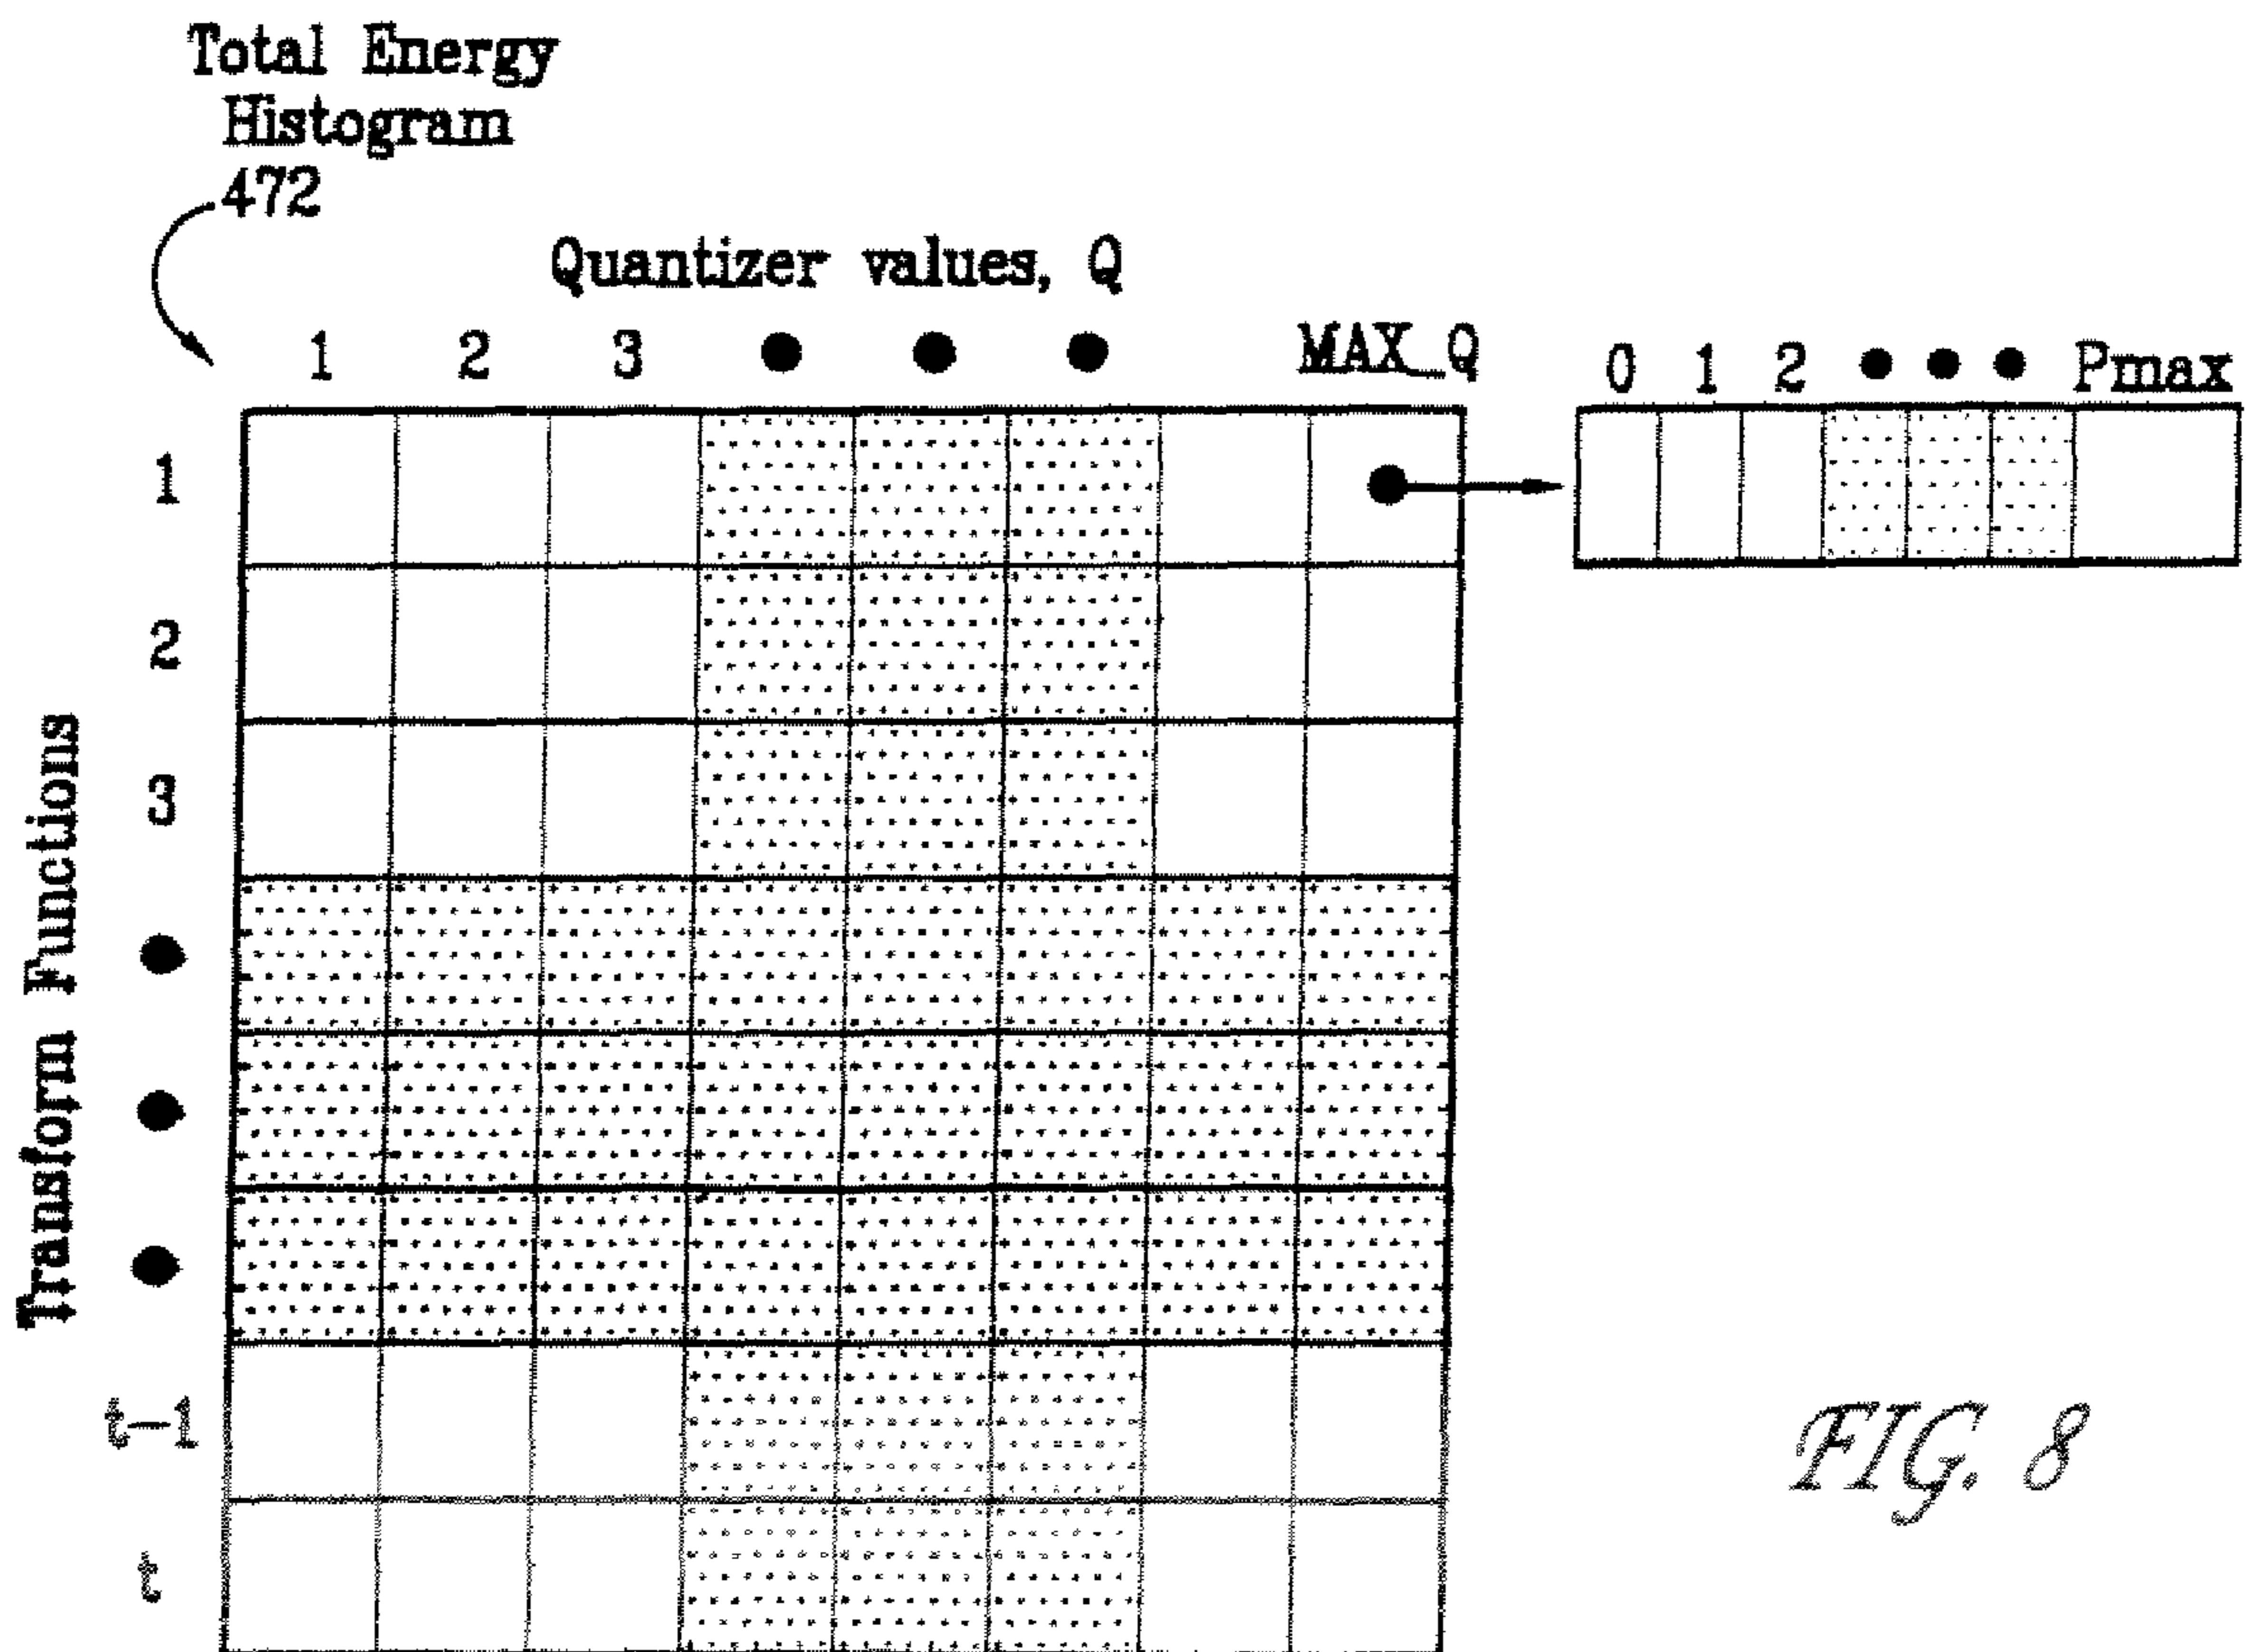 Total Energy
Histogram
472
Quantizer values, Q
1 2 3 ● ● ● MAX_Q
0 1 2 ● ● ● Pmax
Transform Functions
1
2
3
●
●
●
t-1
t
FIG. 8